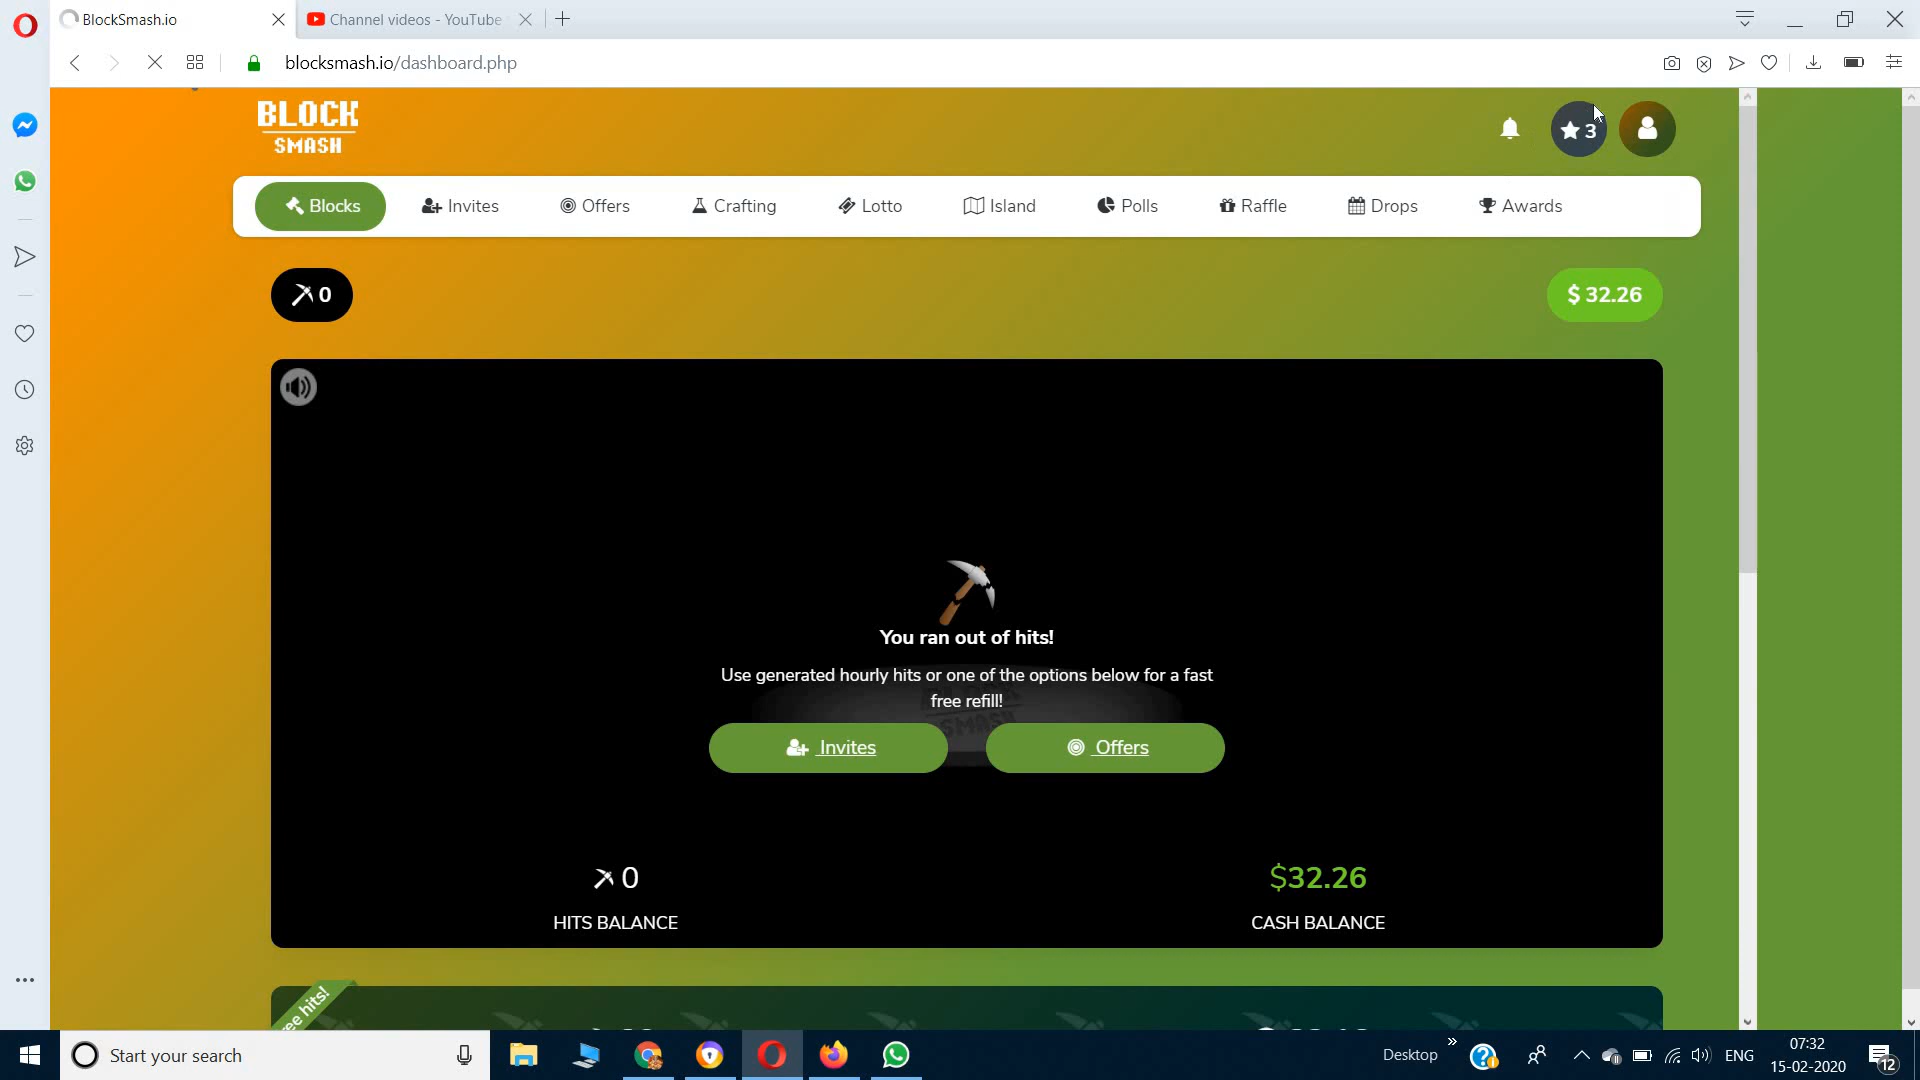 BlockSmash.io
Channel videos - YouTube
blocksmash.io/dashboard.php
BLOCK
SMASH
3
Blocks
Invites
Offers
Crafting
Lotto
Island
Polls
Raffle
Drops
Awards
0
$ 32.26
You ran out of hits!
Use generated hourly hits or one of the options below for a fast
free refill!
Invites
Offers
0
$32.26
HITS BALANCE
CASH BALANCE
hits!
Start your search
Desktop
ENG
07:32
15-02-2020
12